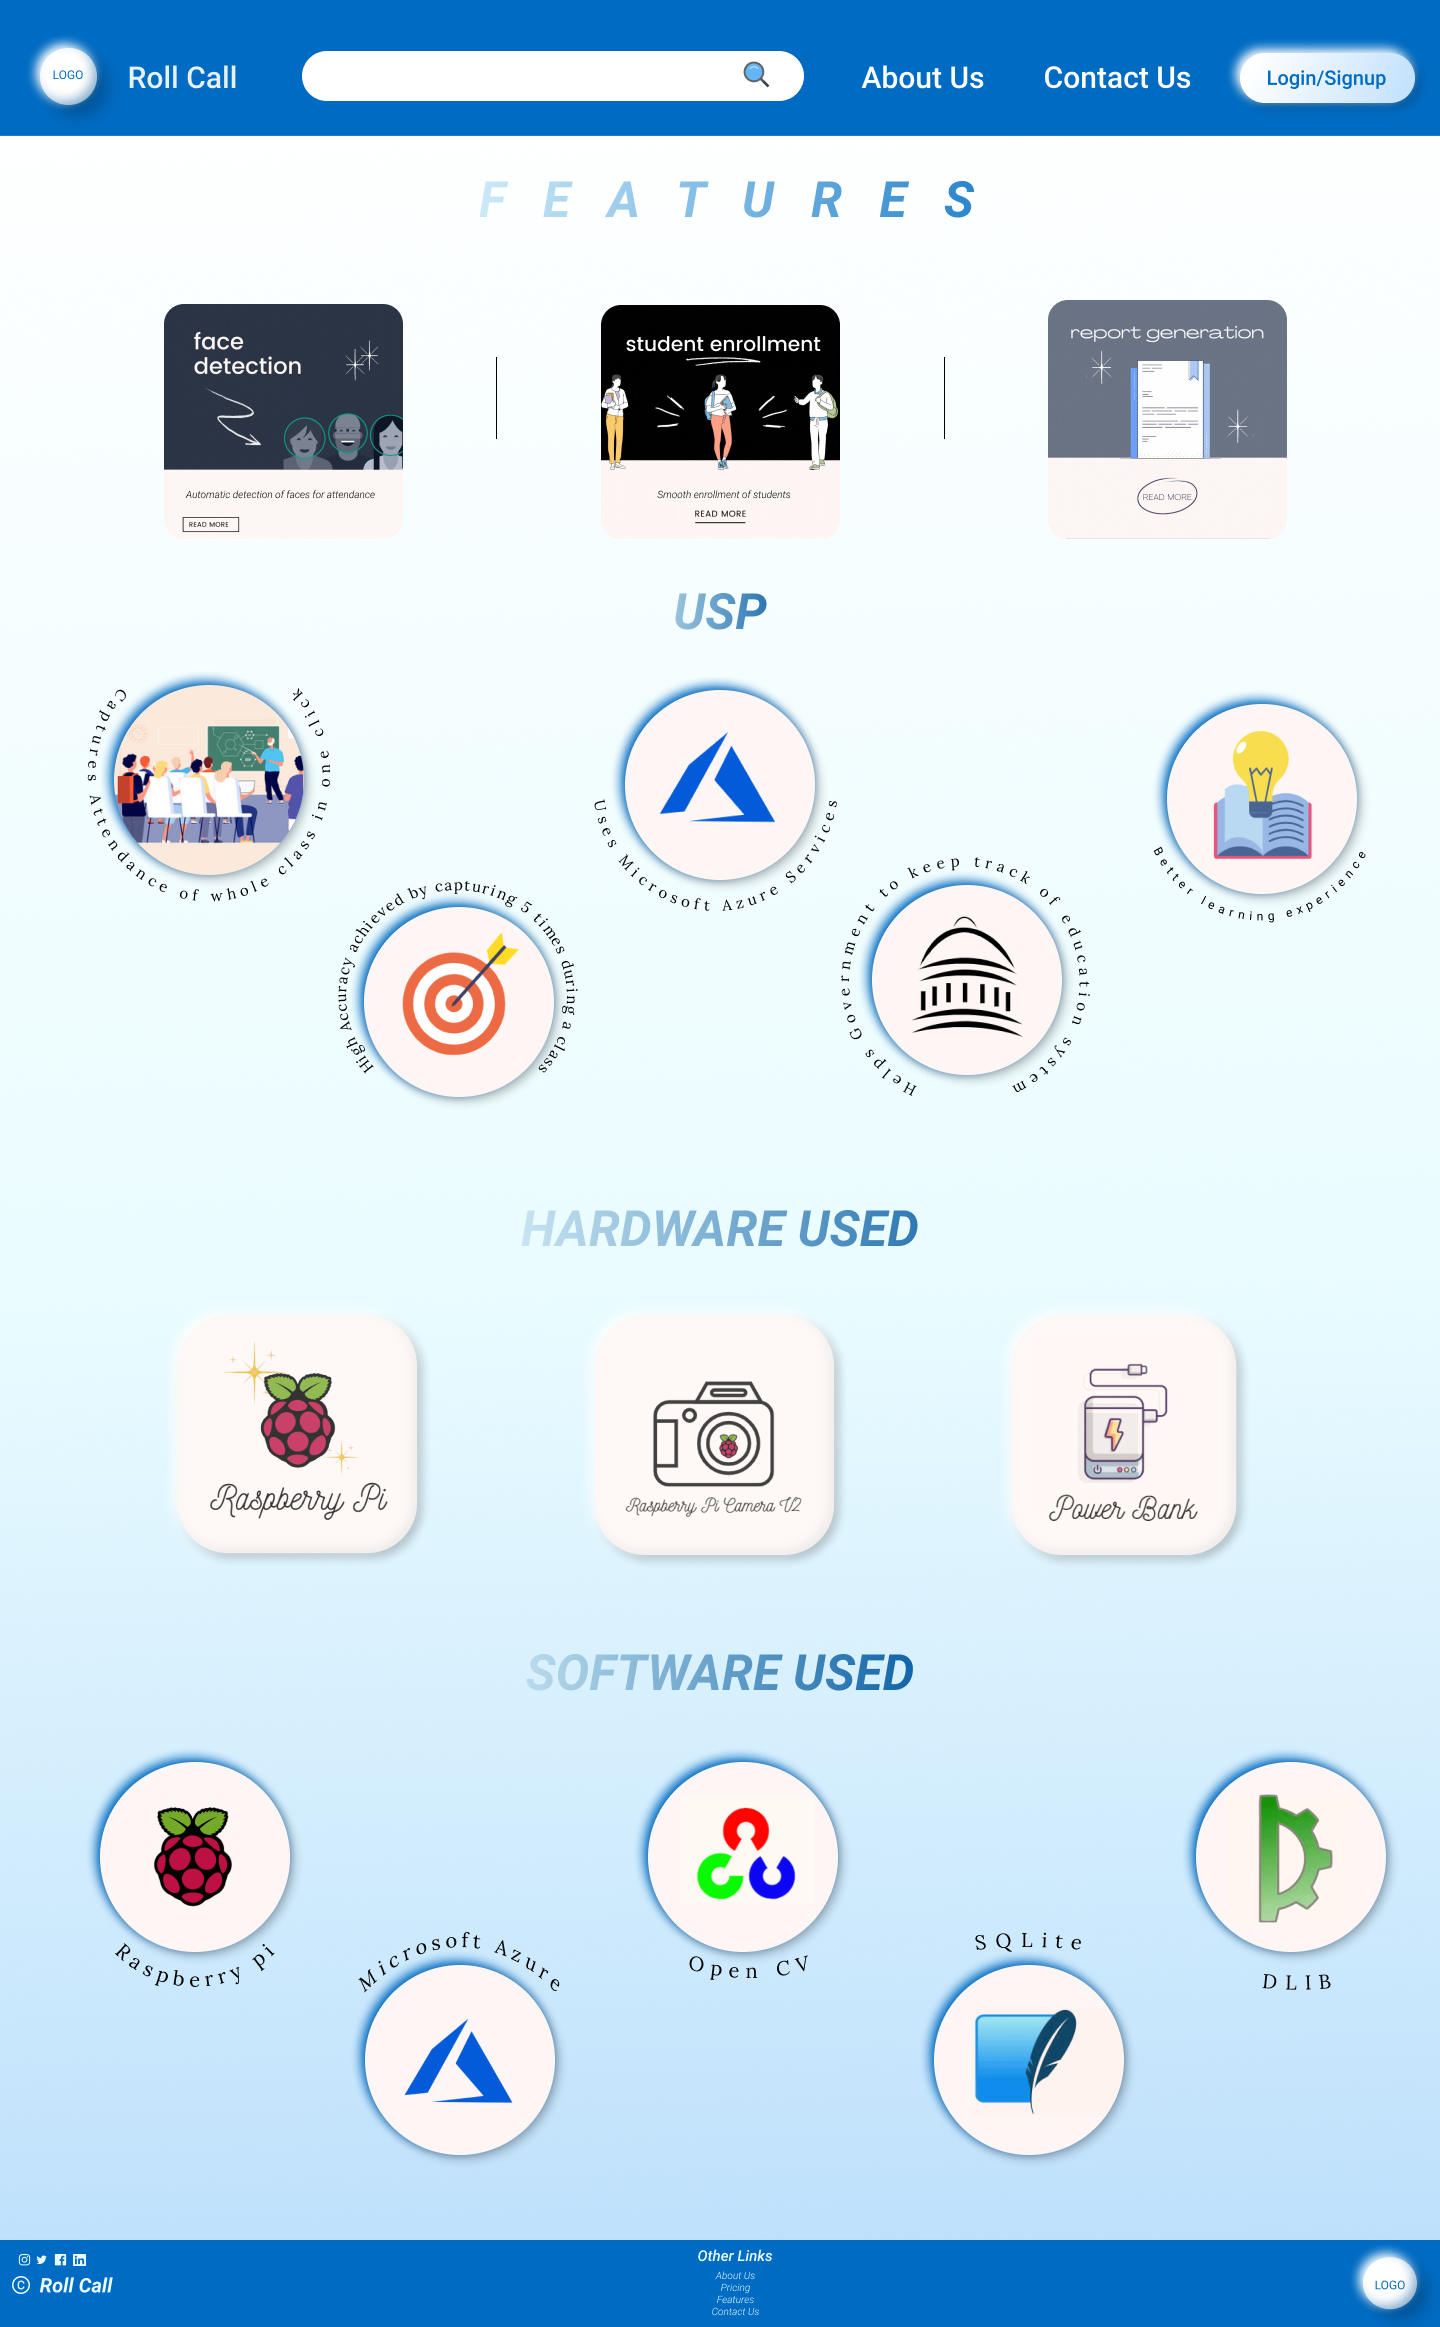 LOGO
Roll Call
About Us
Contact Us
Login/Signup
FEATURES
face
detection
Automatic detection of faces for attendance
READ MORE
student enrollment
Smooth enrollment of students
READ MORE
report generation
READ MORE
USP
Captures Attendance of whole class in one click
High Accuracy achieved by capturing 5 times during a class
Uses Microsoft Azure Services
Helps Government to keep track of education system
Better learning experience
HARDWARE USED
Raspberry Pi
Raspberry Pi Camera V2
Power Bank
SOFTWARE USED
Raspberry pi
Microsoft Azure
Open CV
SQLite
DLIB
© Roll Call
Other Links
About Us
Pricing
Features
Contact Us
LOGO